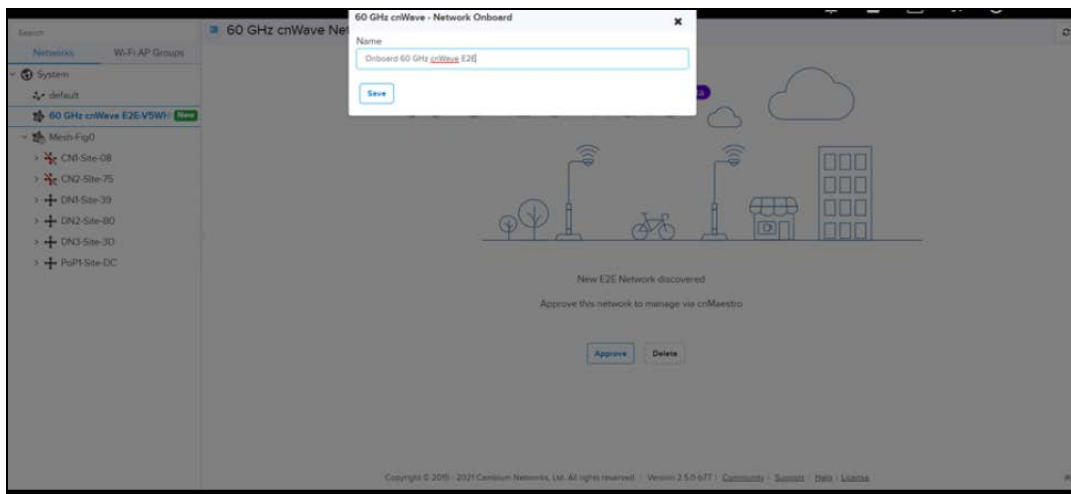 60 GHz cnWave - Network Onboard
Name
Onboard 60 GHz cnWave E2E
Save
Search
60 GHz cnWave Ne
Networks
Wi-Fi AP Groups
System
default
60 GHz cnWave E2E-V5WH
New
Mesh-Fig0
CN1-Site-08
CN2-Site-75
DN1-Site-39
DN2-Site-B0
DN3-Site-3D
PoP1-Site-DC
New E2E Network discovered
Approve this network to manage via cnMaestro
Approve
Delete
Copyright © 2015 - 2021 Cambium Networks, Ltd. All rights reserved. | Version 2.5.0-b77 | Community | Support | Help | License